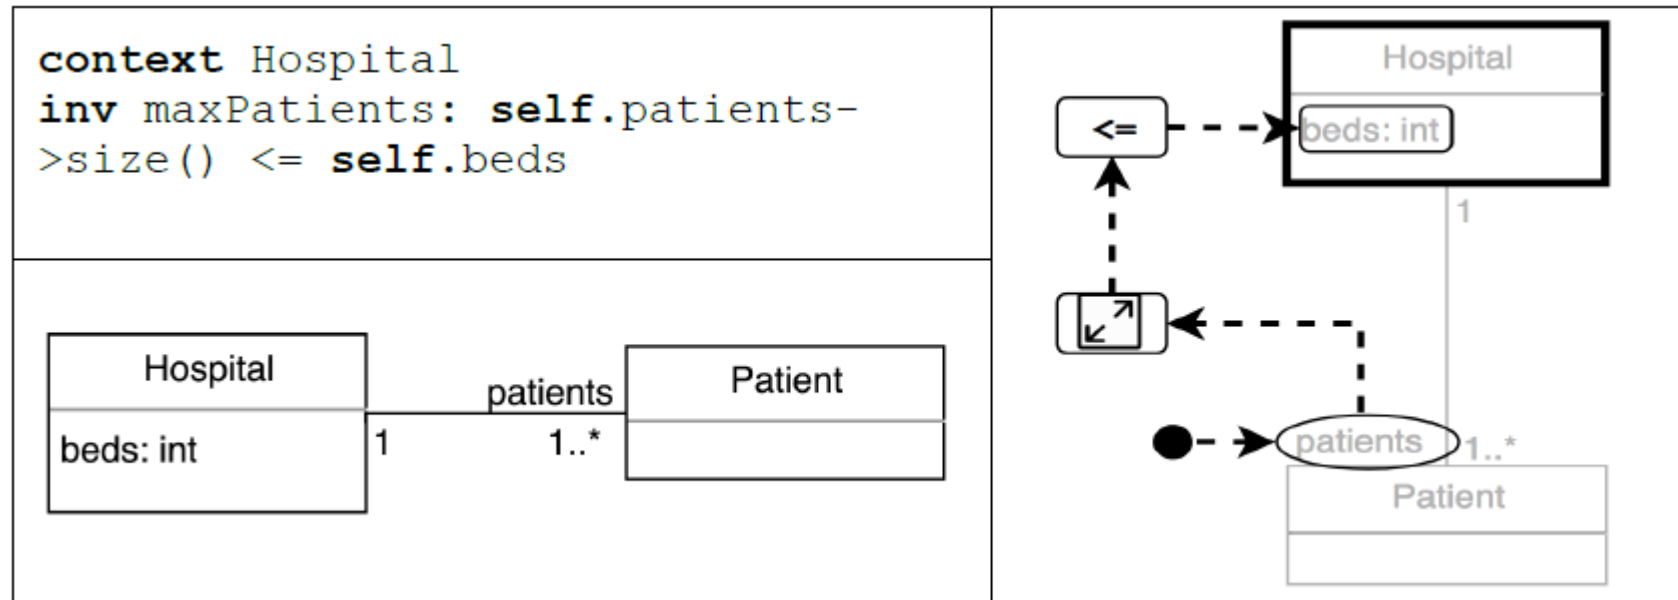 context Hospital
inv maxPatients: self.patients-
>size() <= self.beds
Hospital
beds: int
1
patients
1..*
Patient
Hospital
beds: int
<=
1
patients
1..*
Patient